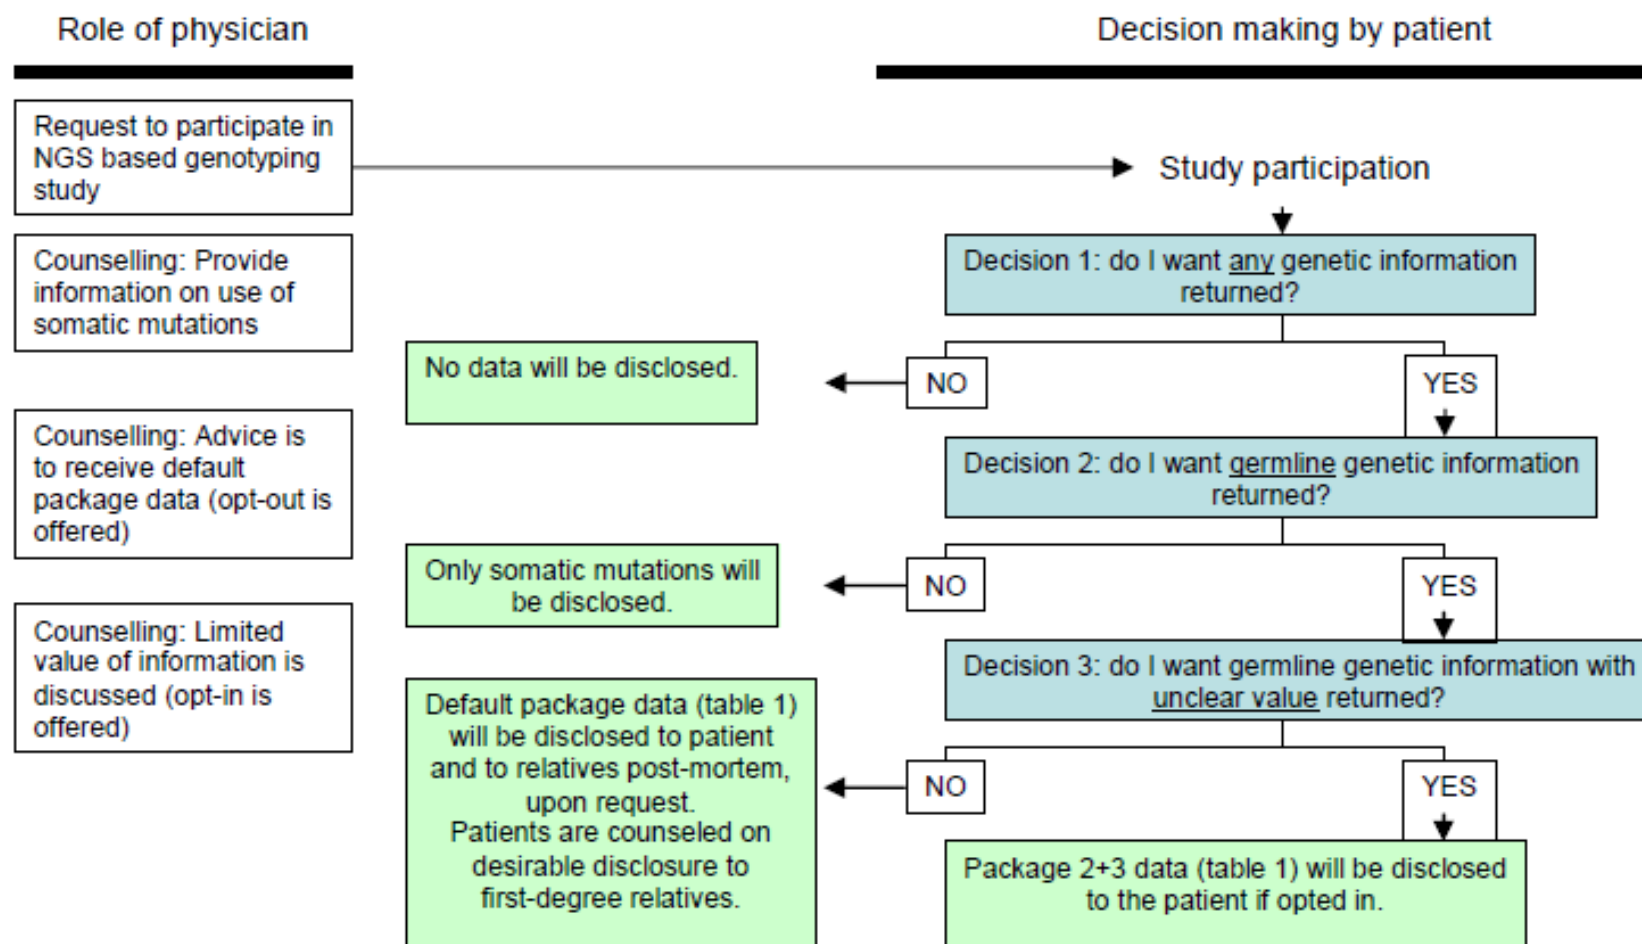 Role of physician
Decision making by patient
Request to participate in
NGS based genotyping
study
Study participation
Counselling: Provide
information on use of
somatic mutations
Decision 1: do I want any genetic information
returned?
No data will be disclosed.
NO
YES
Counselling: Advice is
to receive default
package data (opt-out is
offered)
Decision 2: do I want germline genetic information
returned?
Only somatic mutations will
be disclosed.
NO
YES
Counselling: Limited
value of information is
discussed (opt-in is
offered)
Decision 3: do I want germline genetic information with
unclear value returned?
Default package data (table 1)
will be disclosed to patient
and to relatives post-mortem,
upon request.
Patients are counseled on
desirable disclosure to
first-degree relatives.
NO
YES
Package 2+3 data (table 1) will be disclosed
to the patient if opted in.